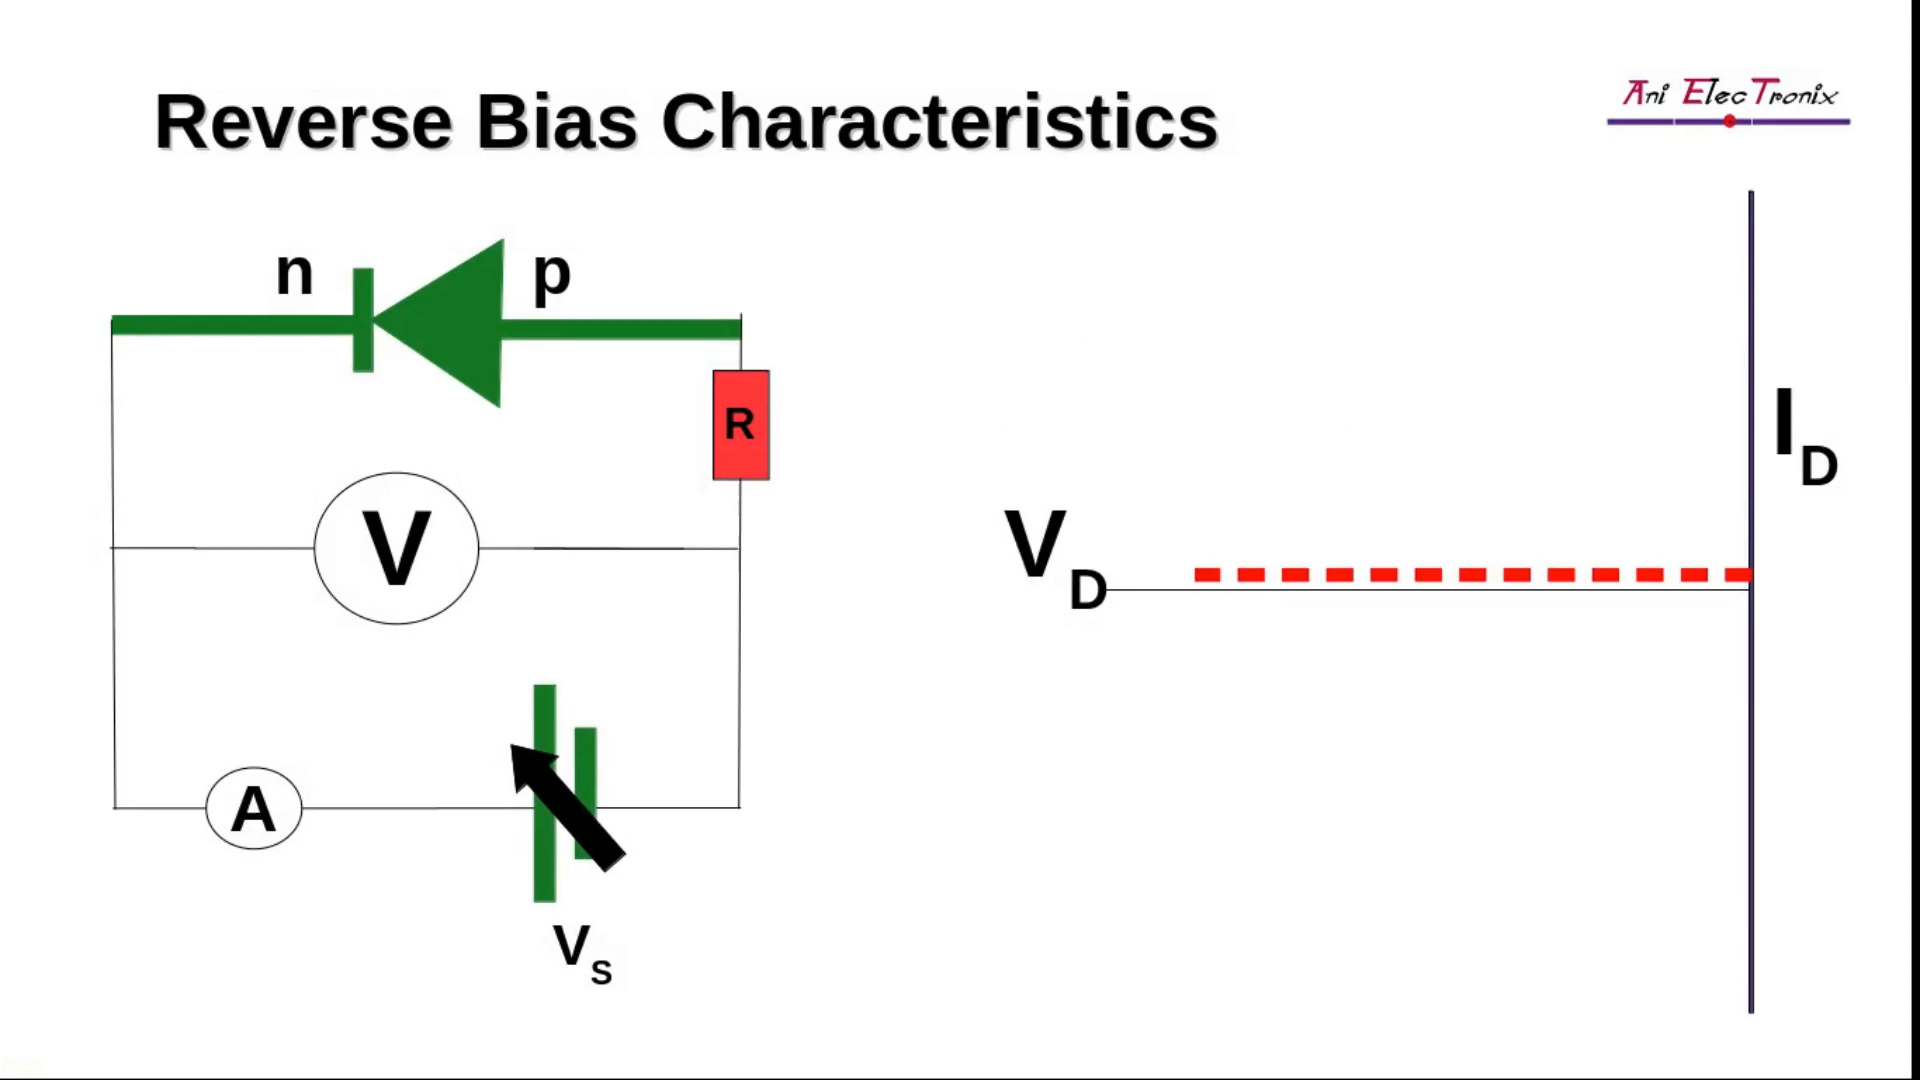 Ani ElecTronix
Reverse Bias Characteristics
n
p
R
V
A
VS
VD
ID